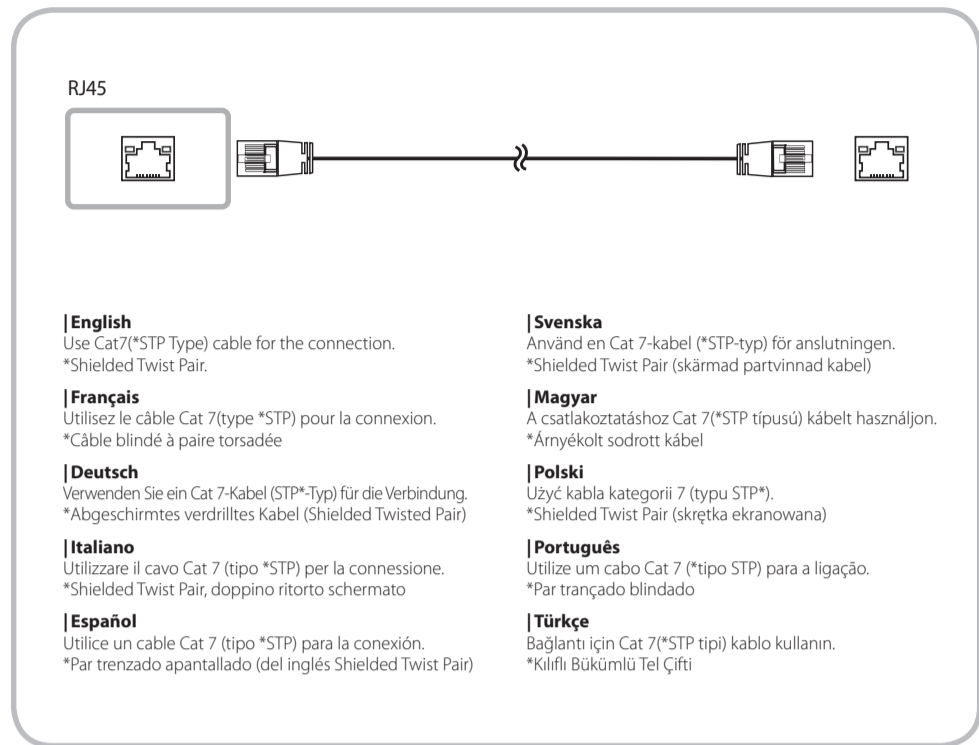 RJ45
|English
Use Cat7(*STP Type) cable for the connection.
*Shielded Twist Pair.
|Français
Utilisez le câble Cat 7(type *STP) pour la connexion.
*Câble blindé à paire torsadée
|Deutsch
Verwenden Sie ein Cat 7-Kabel (STP*-Typ) für die Verbindung.
*Abgeschirmtes verdrilltes Kabel (Shielded Twisted Pair)
|Italiano
Utilizzare il cavo Cat 7 (tipo *STP) per la connessione.
*Shielded Twist Pair, doppino ritorto schermato
|Español
Utilice un cable Cat 7 (tipo *STP) para la conexión.
*Par trenzado apantallado (del inglés Shielded Twist Pair)
|Svenska
Använd en Cat 7-kabel (*STP-typ) för anslutningen.
*Shielded Twist Pair (skärmad partvinnad kabel)
|Magyar
A csatlakoztatáshoz Cat 7(*STP típusú) kábelt használjon.
*Árnyékolt sodrott kábel
|Polski
Użyć kabla kategorii 7 (typu STP*).
*Shielded Twist Pair (skrętka ekranowana)
|Português
Utilize um cabo Cat 7 (*tipo STP) para a ligação.
*Par trançado blindado
|Türkçe
Bağlantı için Cat 7(*STP tipi) kablo kullanın.
*Kılıflı Bükümlü Tel Çifti